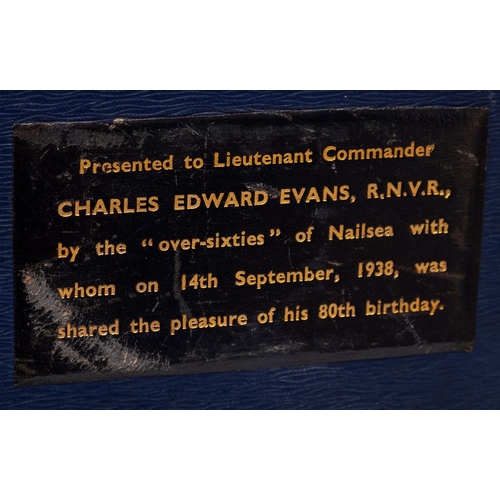 Presented to Lieutenant Commander
CHARLES EDWARD EVANS, R.N.V.R.,
by the "over-sixties" of Nailsea with
whom on 14th September, 1938, was
shared the pleasure of his 80th birthday.